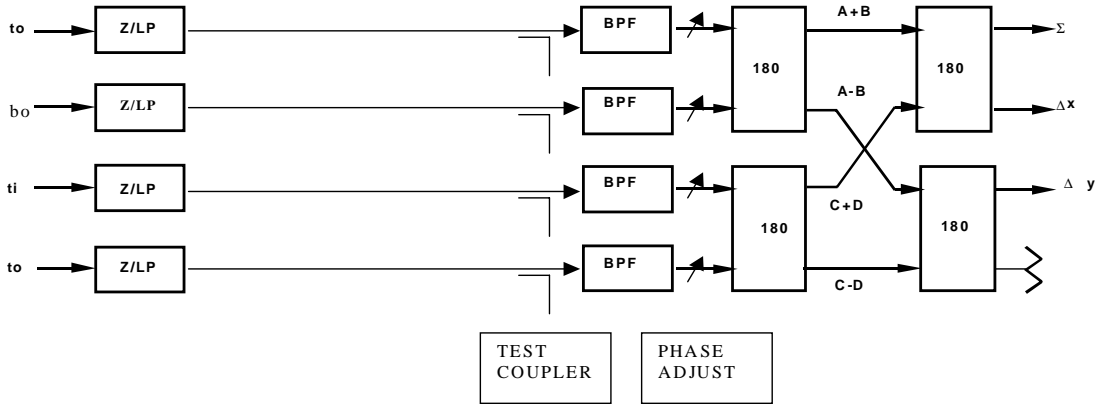 to Z/LP BPF 180 A+B 180 Σ
bo Z/LP BPF A-B Δx
ti Z/LP BPF 180 C+D 180 Δ y
to Z/LP BPF C-D
TEST COUPLER
PHASE ADJUST